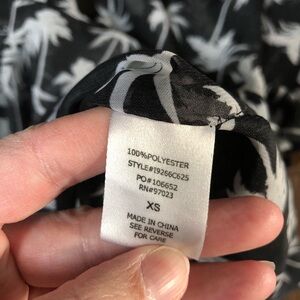 100%POLYESTER
STYLE#19266C625
PO#106652
RN#97023
XS
MADE IN CHINA
SEE REVERSE
FOR CARE